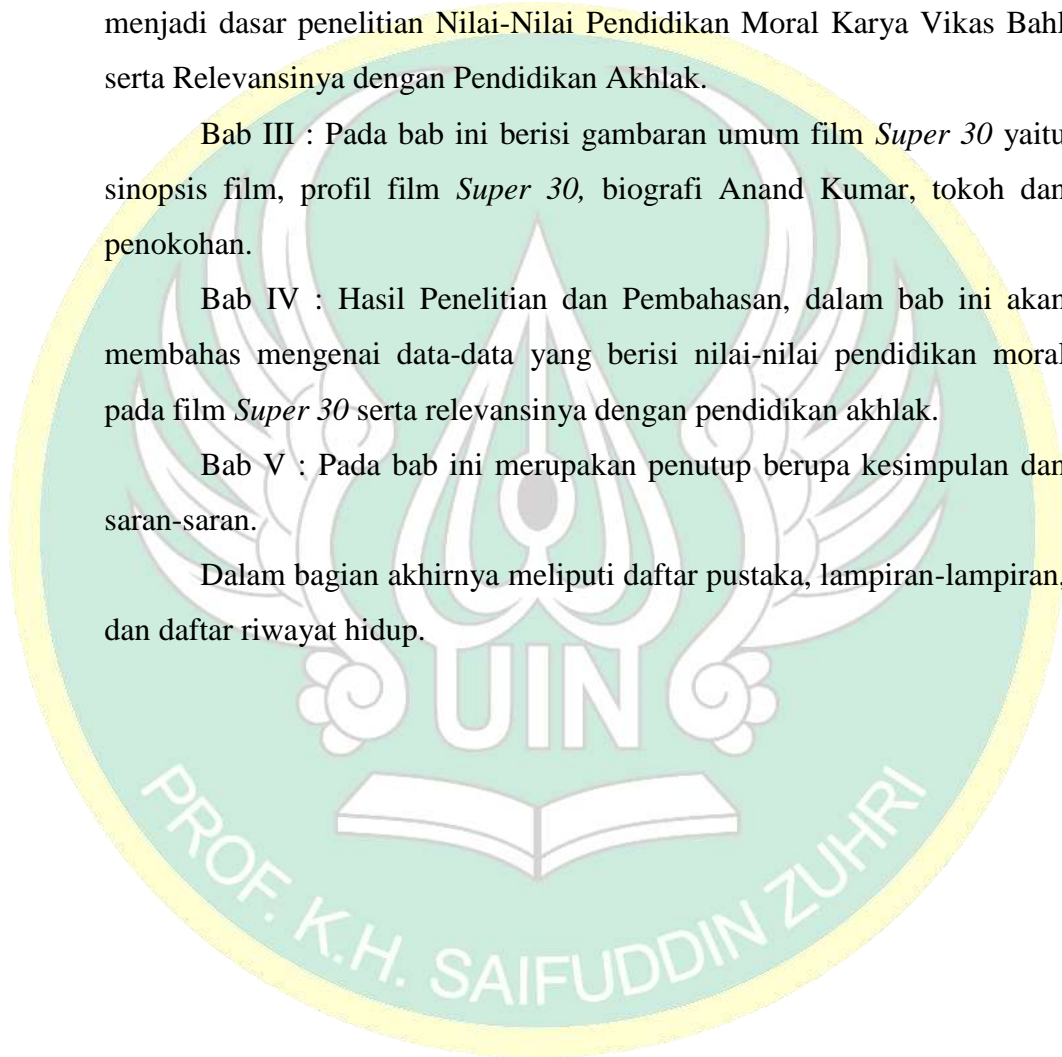 menjadi dasar penelitian Nilai-Nilai Pendidikan Moral Karya Vikas Bahl
serta Relevansinya dengan Pendidikan Akhlak.
Bab III : Pada bab ini berisi gambaran umum film Super 30 yaitu
sinopsis film, profil film Super 30, biografi Anand Kumar, tokoh dan
penokohan.
Bab IV : Hasil Penelitian dan Pembahasan, dalam bab ini akan
membahas mengenai data-data yang berisi nilai-nilai pendidikan moral
pada film Super 30 serta relevansinya dengan pendidikan akhlak.
Bab V : Pada bab ini merupakan penutup berupa kesimpulan dan
saran-saran.
Dalam bagian akhirnya meliputi daftar pustaka, lampiran-lampiran,
dan daftar riwayat hidup.
UIN
PROF. K.H. SAIFUDDIN ZUHRI